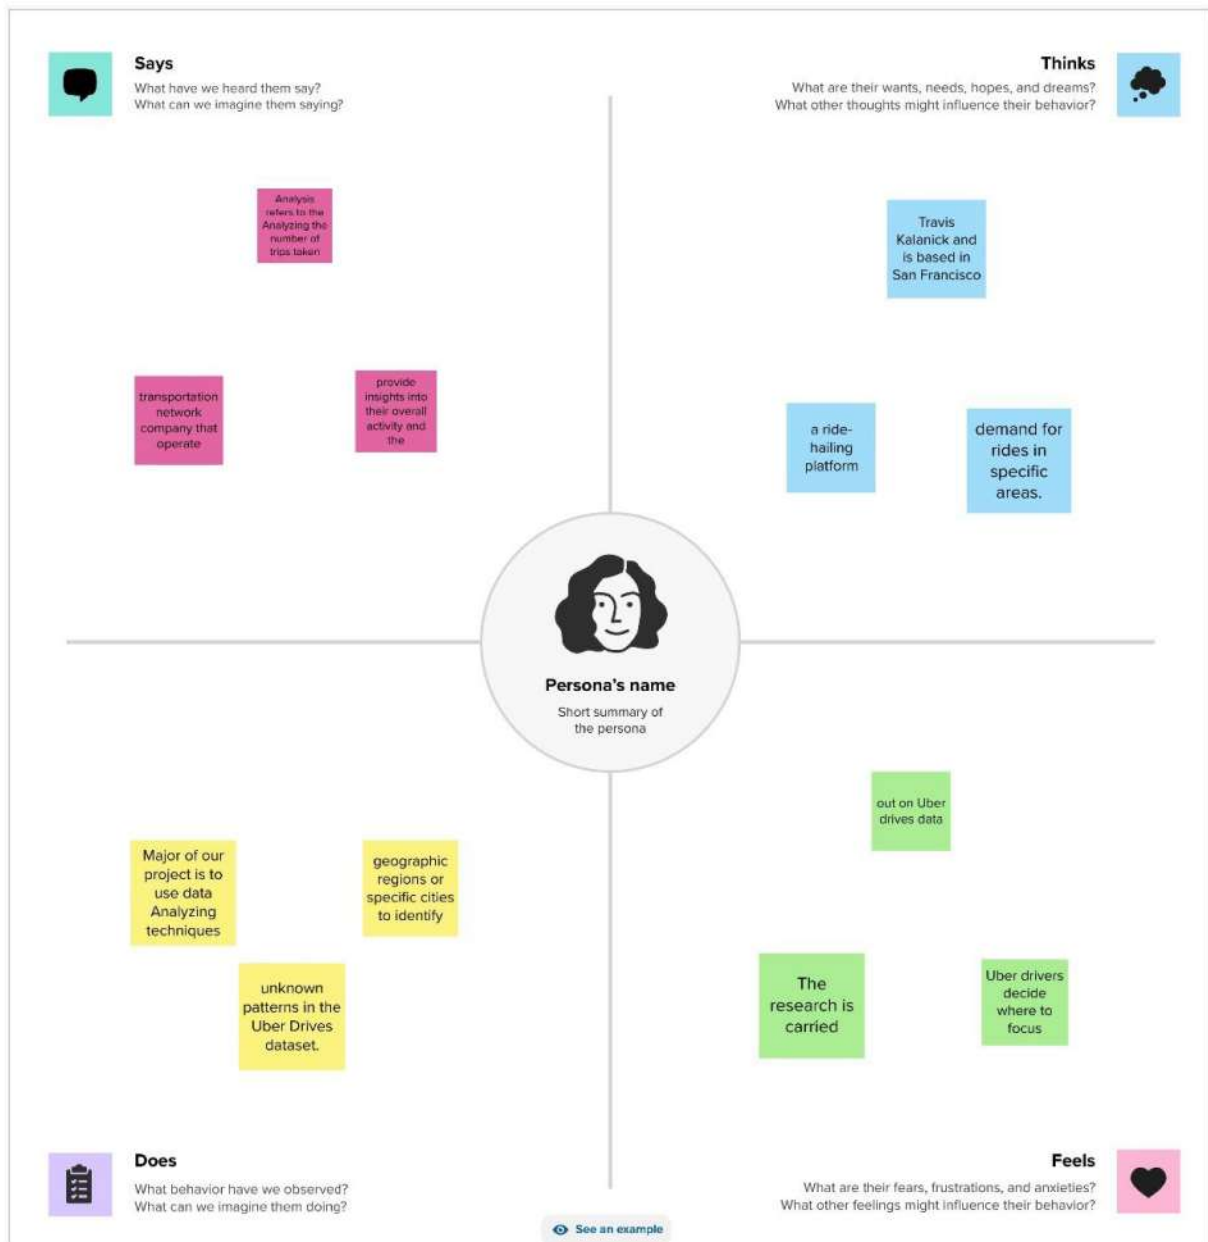 Says
What have we heard them say?
What can we imagine them saying?
Thinks
What are their wants, needs, hopes, and dreams?
What other thoughts might influence their behavior?
Analysis
refers to the
Analyzing the
number of
trips taken
transportation
network
company that
operate
provide
insights into
their overall
activity and
the
Travis
Kalanick and
is based in
San Francisco
a ride-
hailing
platform
demand for
rides in
specific
areas.
Persona's name
Short summary of
the persona
Major of our
project is to
use data
Analyzing
techniques
geographic
regions or
specific cities
to identify
unknown
patterns in the
Uber Drives
dataset.
out on Uber
drives data
The
research is
carried
Uber drivers
decide
where to
focus
Does
What behavior have we observed?
What can we imagine them doing?
Feels
What are their fears, frustrations, and anxieties?
What other feelings might influence their behavior?
See an example